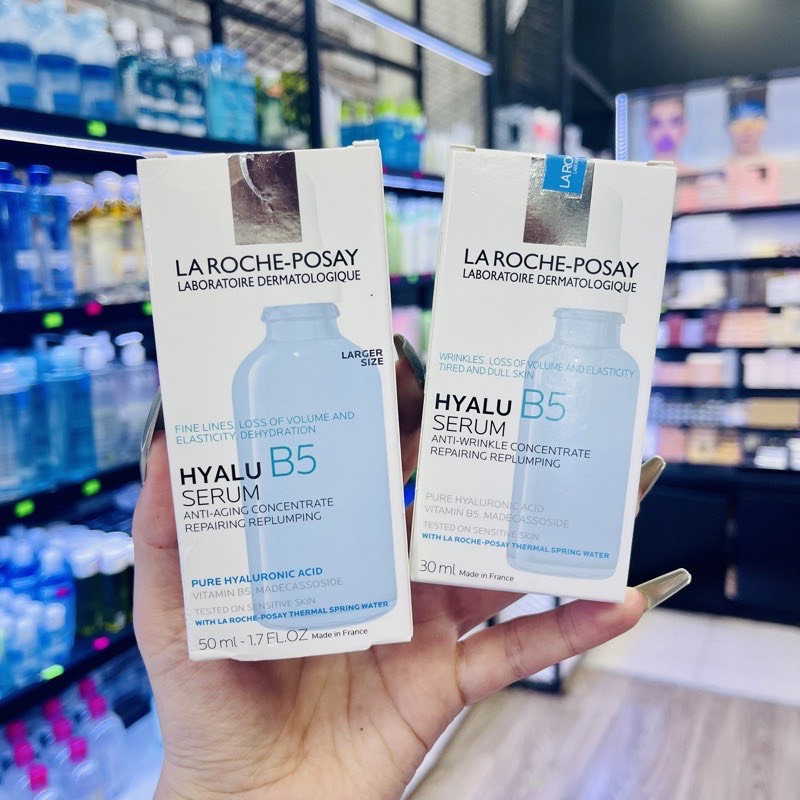 LA ROCHE-POSAY
LABORATOIRE DERMATOLOGIQUE
LARGER
SIZE
FINE LINES, LOSS OF VOLUME AND
ELASTICITY, DEHYDRATION
HYALU B5
SERUM
ANTI-AGING CONCENTRATE
REPAIRING REPLUMPING
PURE HYALURONIC ACID
VITAMIN B5, MADECASSOSIDE
TESTED ON SENSITIVE SKIN
WITH LA ROCHE-POSAY THERMAL SPRING WATER
50 ml - 1.7 FL.OZ Made in France
LA RO
LA ROCHE-POSAY
LABORATOIRE DERMATOLOGIQUE
WRINKLES, LOSS OF VOLUME AND ELASTICITY
TIRED AND DULL SKIN
HYALU B5
SERUM
ANTI-WRINKLE CONCENTRATE
REPAIRING REPLUMPING
PURE HYALURONIC ACID
VITAMIN B5, MADECASSOSIDE
TESTED ON SENSITIVE SKIN
WITH LA ROCHE-POSAY THERMAL SPRING WATER
30 ml Made in France